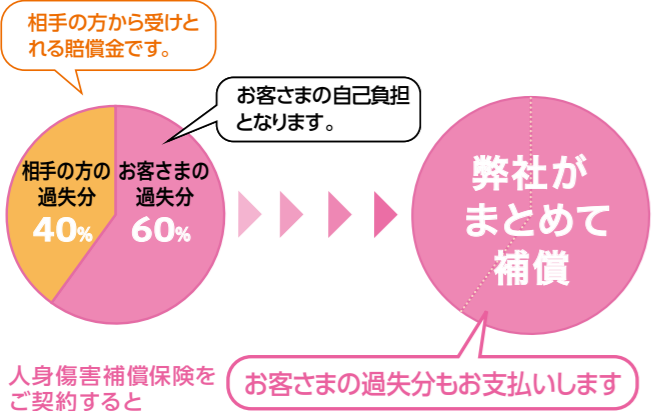 相手の方から受けと
れる賠償金です。
お客さまの自己負担
となります。
相手の方の
過失分
40%
お客さまの
過失分
60%
弊社が
まとめて
補償
人身傷害補償保険を
ご契約すると
お客さまの過失分もお支払いします